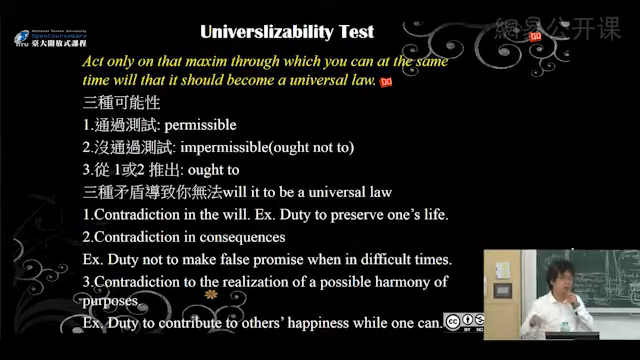 Universlizability Test
National Taiwan University
OpenCourseWare
臺大開放式課程
NTU
網易公开课
Act only on that maxim through which you can at the same
time will that it should become a universal law.
三種可能性
1.通過測試: permissible
2.沒通過測試: impermissible(ought not to)
3.從 1或2 推出: ought to
三種矛盾導致你無法will it to be a universal law
1.Contradiction in the will. Ex. Duty to preserve one's life.
2.Contradiction in consequences
Ex. Duty not to make false promise when in difficult times.
3.Contradiction to the realization of a possible harmony of
purposes
Ex. Duty to contribute to others' happiness while one can.
cc
BY NC